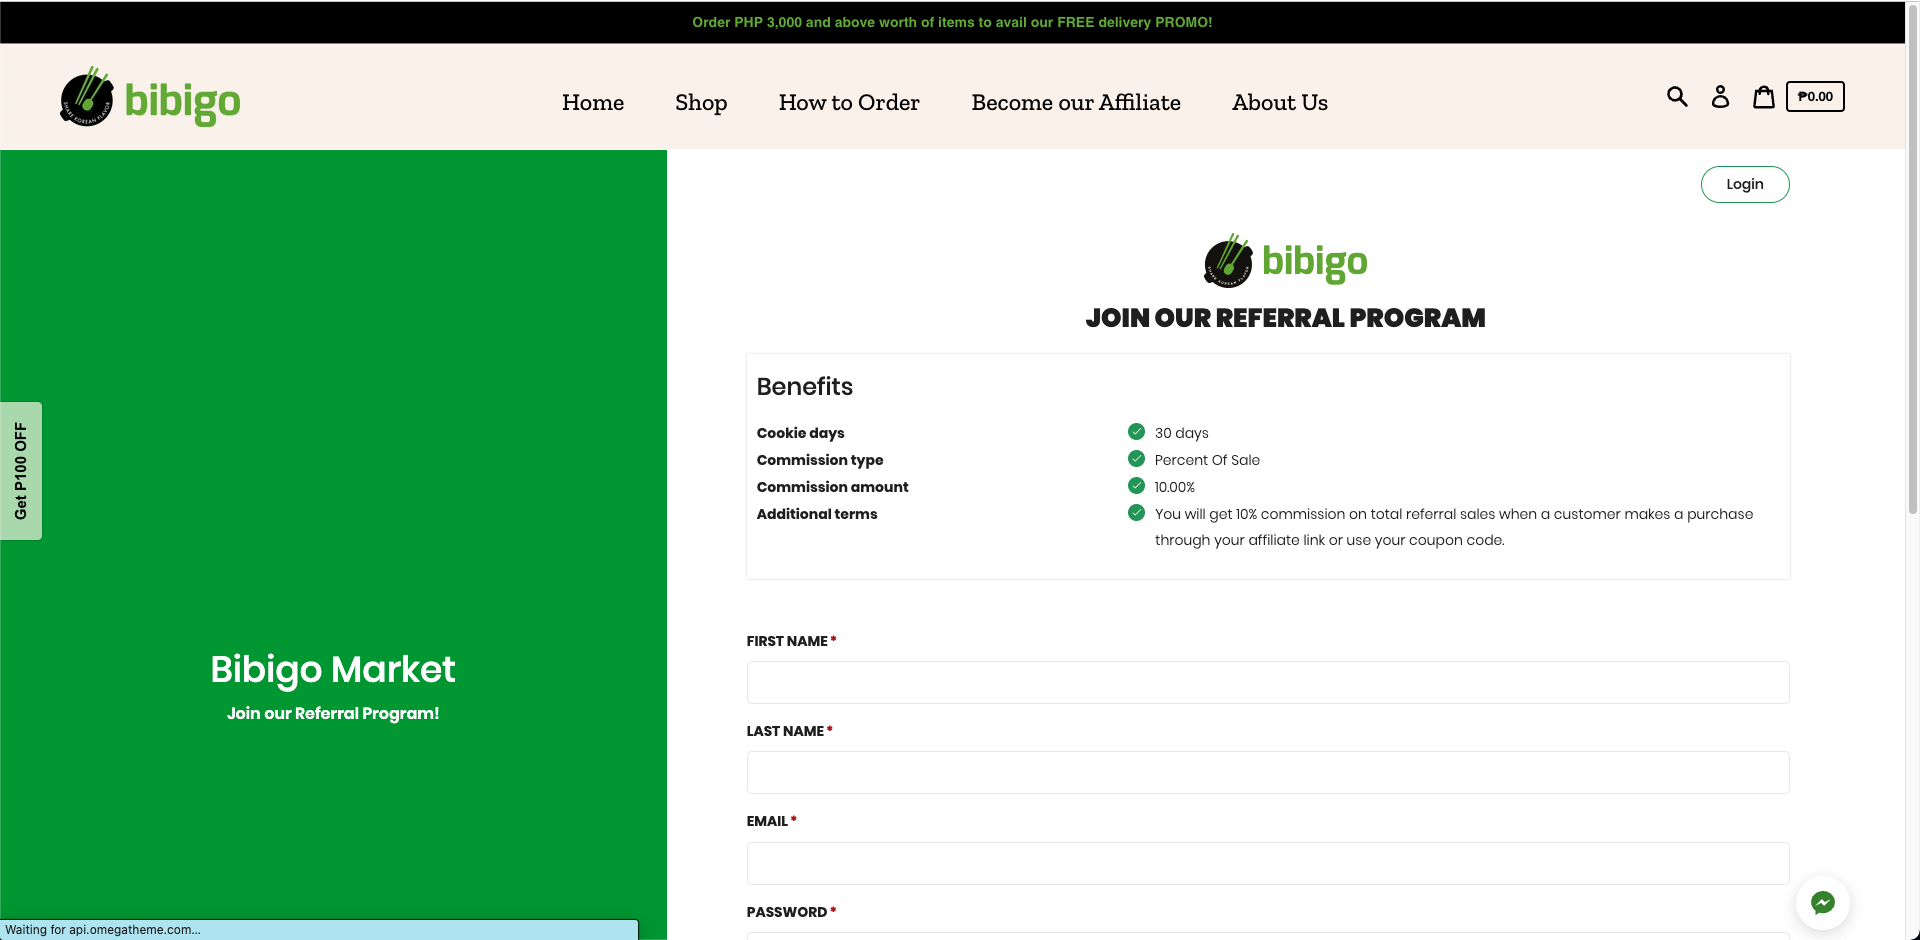 Order PHP 3,000 and above worth of items to avail our FREE delivery PROMO!
bibigo
Home
Shop
How to Order
Become our Affiliate
About Us
₱0.00
Login
bibigo
JOIN OUR REFERRAL PROGRAM
Benefits
Cookie days
30 days
Commission type
Percent Of Sale
Commission amount
10.00%
Additional terms
You will get 10% commission on total referral sales when a customer makes a purchase
through your affiliate link or use your coupon code.
Get P100 OFF
Bibigo Market
Join our Referral Program!
FIRST NAME *
LAST NAME *
EMAIL *
PASSWORD *
Waiting for api.omegatheme.com...